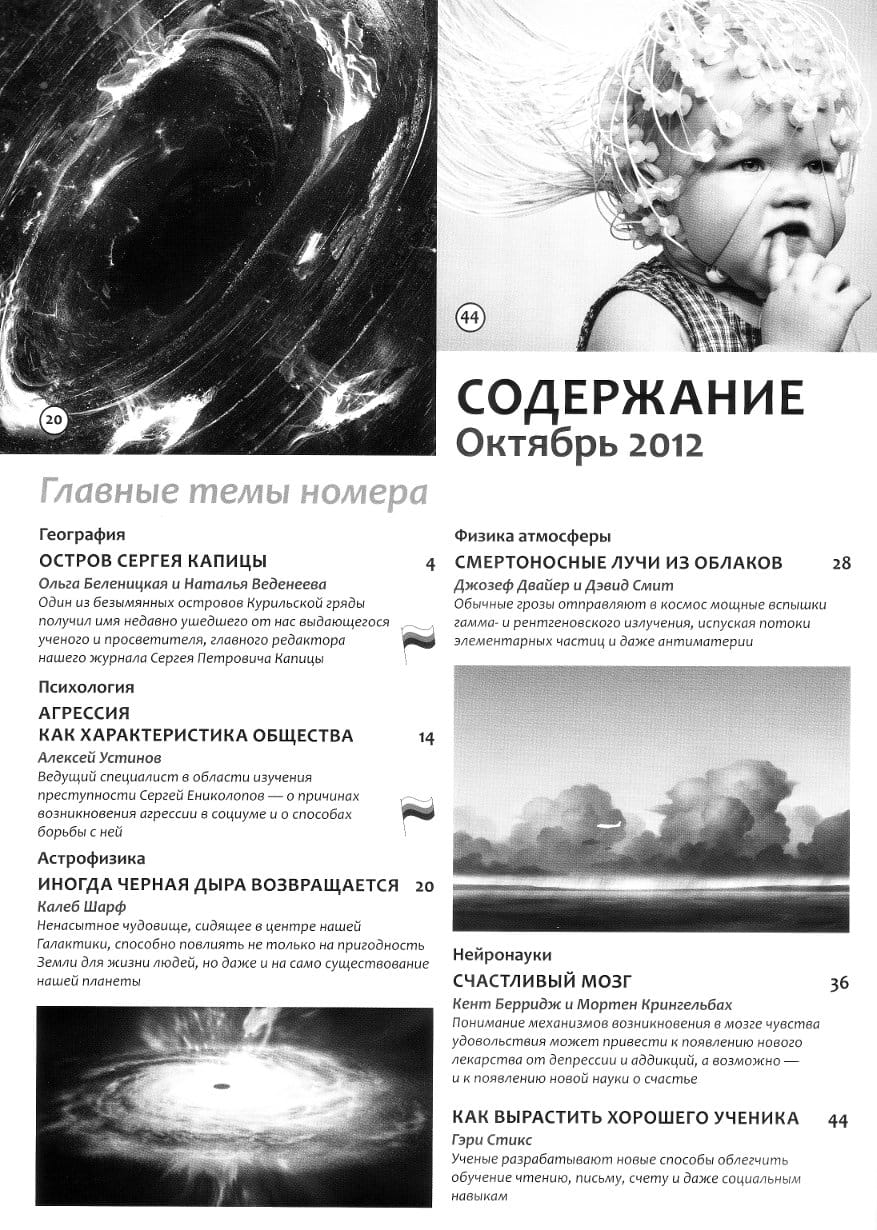 44
20
СОДЕРЖАНИЕ
Октябрь 2012
Главные темы номера
География
ОСТРОВ СЕРГЕЯ КАПИЦЫ 4
Ольга Беленицкая и Наталья Веденеева
Один из безымянных островов Курильской гряды
получил имя недавно ушедшего от нас выдающегося
ученого и просветителя, главного редактора
нашего журнала Сергея Петровича Капицы
Психология
АГРЕССИЯ
КАК ХАРАКТЕРИСТИКА ОБЩЕСТВА 14
Алексей Устинов
Ведущий специалист в области изучения
преступности Сергей Ениколопов — о причинах
возникновения агрессии в социуме и о способах
борьбы с ней
Астрофизика
ИНОГДА ЧЕРНАЯ ДЫРА ВОЗВРАЩАЕТСЯ 20
Калеб Шарф
Ненасытное чудовище, сидящее в центре нашей
Галактики, способно повлиять не только на пригодность
Земли для жизни людей, но даже и на само существование
нашей планеты
Физика атмосферы
СМЕРТОНОСНЫЕ ЛУЧИ ИЗ ОБЛАКОВ 28
Джозеф Двайер и Дэвид Смит
Обычные грозы отправляют в космос мощные вспышки
гамма- и рентгеновского излучения, испуская потоки
элементарных частиц и даже антиматерии
Нейронауки
СЧАСТЛИВЫЙ МОЗГ 36
Кент Берридж и Мортен Крингельбах
Понимание механизмов возникновения в мозге чувства
удовольствия может привести к появлению нового
лекарства от депрессии и аддикций, а возможно —
и к появлению новой науки о счастье
КАК ВЫРАСТИТЬ ХОРОШЕГО УЧЕНИКА 44
Гэри Стикс
Ученые разрабатывают новые способы облегчить
обучение чтению, письму, счету и даже социальным
навыкам